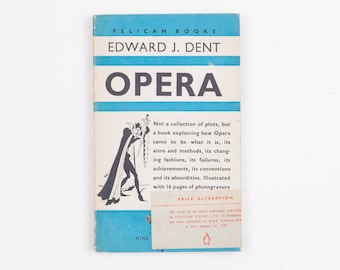 PELICAN BOOKS
EDWARD J. DENT
OPERA
Not a collection of plots, but
a book explaining how Opera
came to be what it is, its
aims and methods, its chang-
ing fashions, its failures, its
achievements, its conventions
and its absurdities. Illustrated
with 16 pages of photogravure
PRICE ALTERATION
NINE